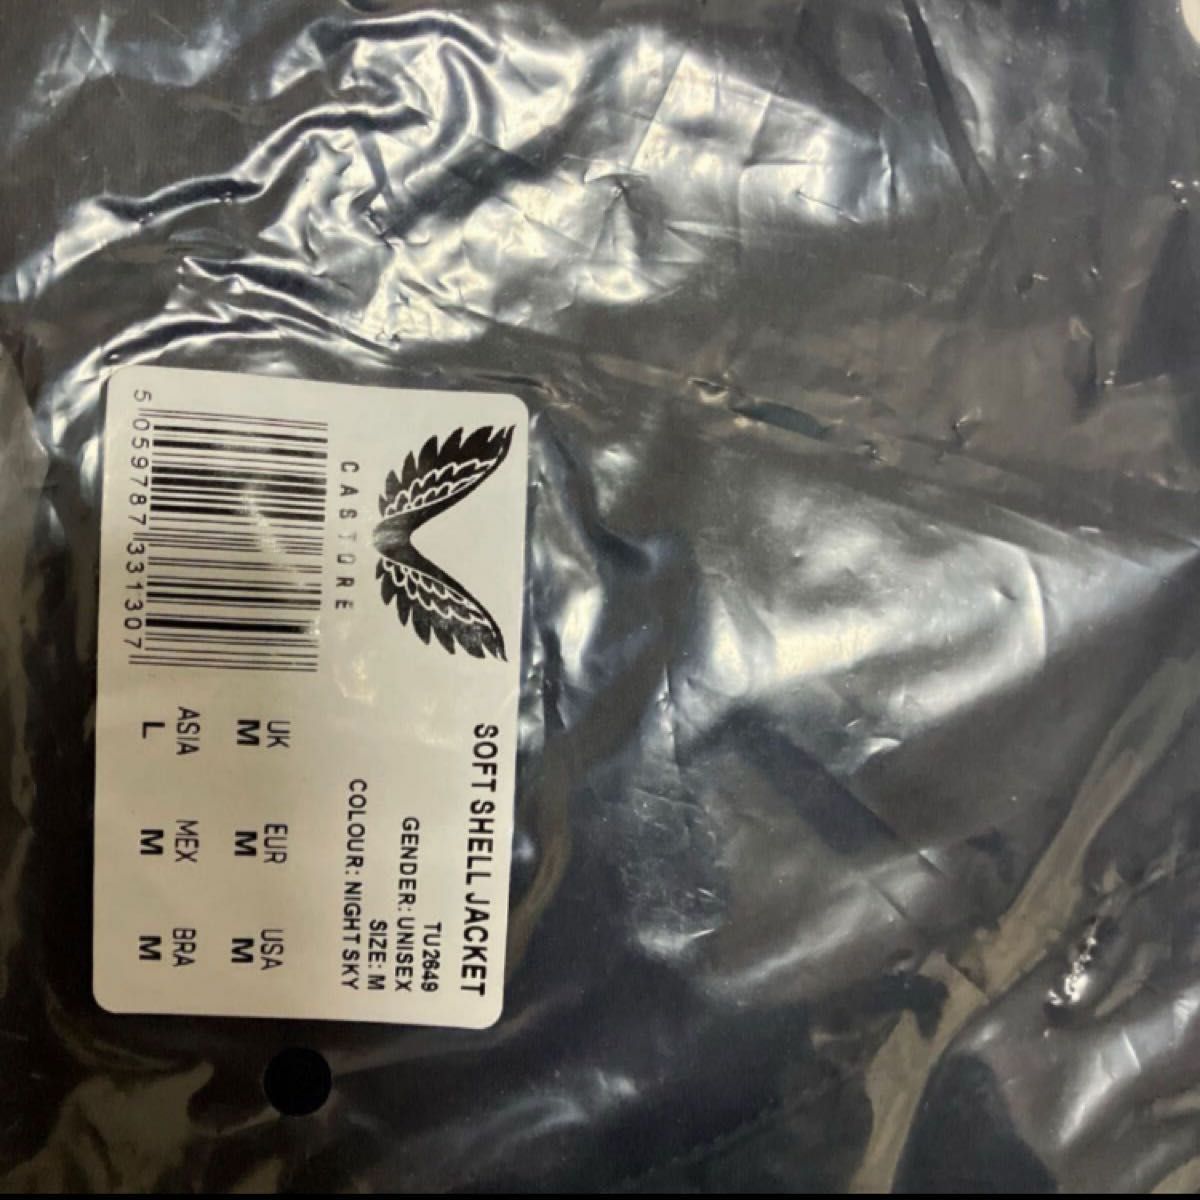 CASTORE
SOFT SHELL JACKET
TU2649
GENDER: UNISEX
SIZE: M
COLOUR: NIGHT SKY
5 059787 331307
UK EUR USA
M M M
ASIA MEX BRA
L M M